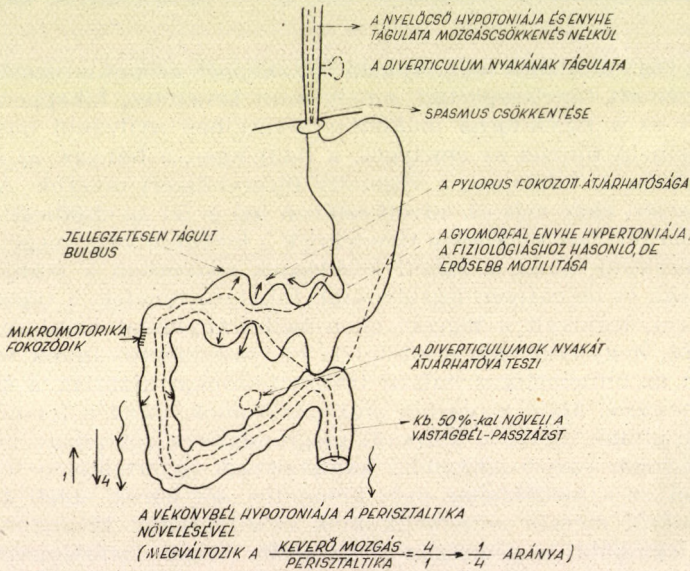 A NYELŐCSŐ HYPOTONIÁJA ÉS ENYHE
TÁGULATA MOZGÁSCSÖKKENÉS NÉLKÜL
A DIVERTICULUM NYAKÁNAK TÁGULATA
SPASMUS CSÖKKENTÉSE
A PYLORUS FOKOZOTT ÁTJÁRHATÓSÁGA
JELLEGZETESEN TÁGULT
BULBUS
A GYOMORFAL ENYHE HYPERTONIÁJA,
A FIZIOLÓGIÁSHOZ HASONLÓ, DE
ERŐSEBB MOTILITÁSA
MIKROMOTORIKA
FOKOZÓDIK
A DIVERTICULUMOK NYAKÁT
ÁTJÁRHATÓVÁ TESZI
Kb. 50 %-kal NÖVELI A
VASTAGBÉL-PASSZÁZST
1 4
A VÉKONYBÉL HYPOTONIÁJA A PERISZTALTIKA
NÖVELÉSÉVEL
(MEGVÁLTOZIK A KEVERŐ MOZGÁS/PERISZTALTIKA = 4/1 → 1/4 ARÁNYA)